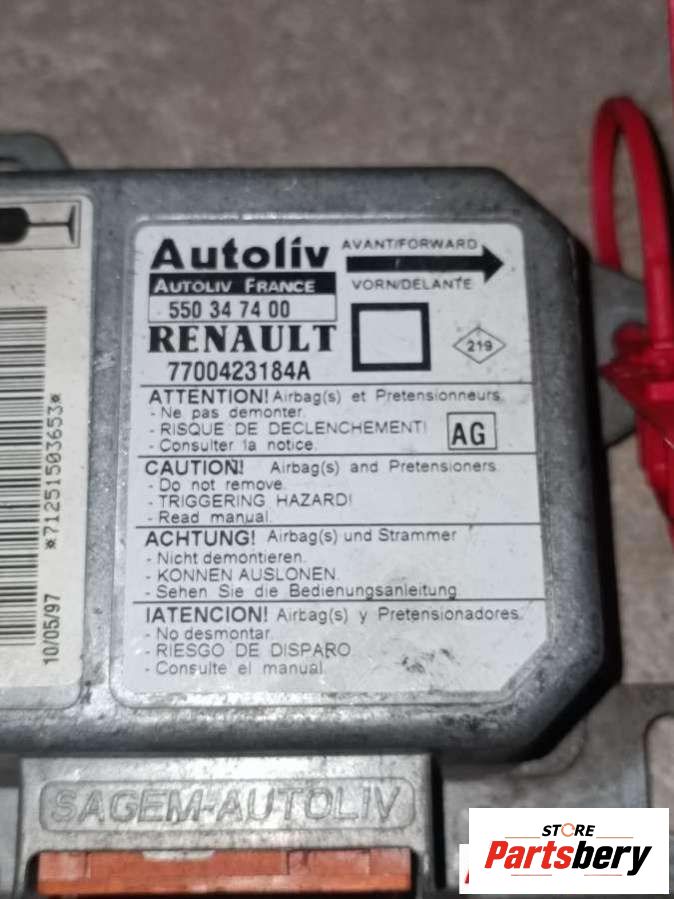 Autoliv
AUTOLIV FRANCE
550 34 74 00
RENAULT
7700423184A
AVANT/FORWARD
VORN/DELANTE
219
ATTENTION! Airbag(s) et Pretensionneurs.
- Ne pas demonter.
- RISQUE DE DECLENCHEMENT!
- Consulter la notice.
AG
CAUTION! Airbag(s) and Pretensioners.
- Do not remove.
- TRIGGERING HAZARD!
- Read manual.
ACHTUNG! Airbag(s) und Strammer
- Nicht demontieren.
- KONNEN AUSLONEN.
- Sehen Sie die Bedienungsanleitung
!ATENCION! Airbag(s) y Pretensionadores.
- No desmontar.
- RIESGO DE DISPARO
- Consulte el manual.
*71251503653*
10/05/97
SAGEM-AUTOLIV
STORE
Partsbery